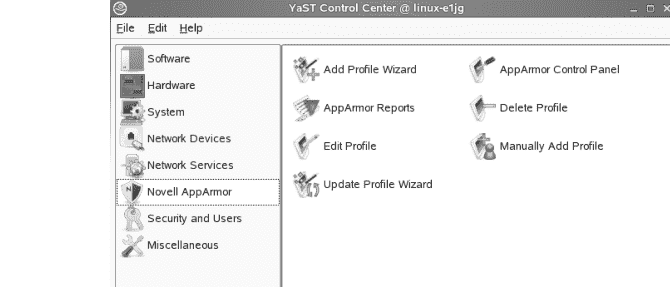 YaST Control Center @ linux-e1jg
File Edit Help
Software
Hardware
System
Network Devices
Network Services
Novell AppArmor
Security and Users
Miscellaneous
Add Profile Wizard
AppArmor Control Panel
AppArmor Reports
Delete Profile
Edit Profile
Manually Add Profile
Update Profile Wizard